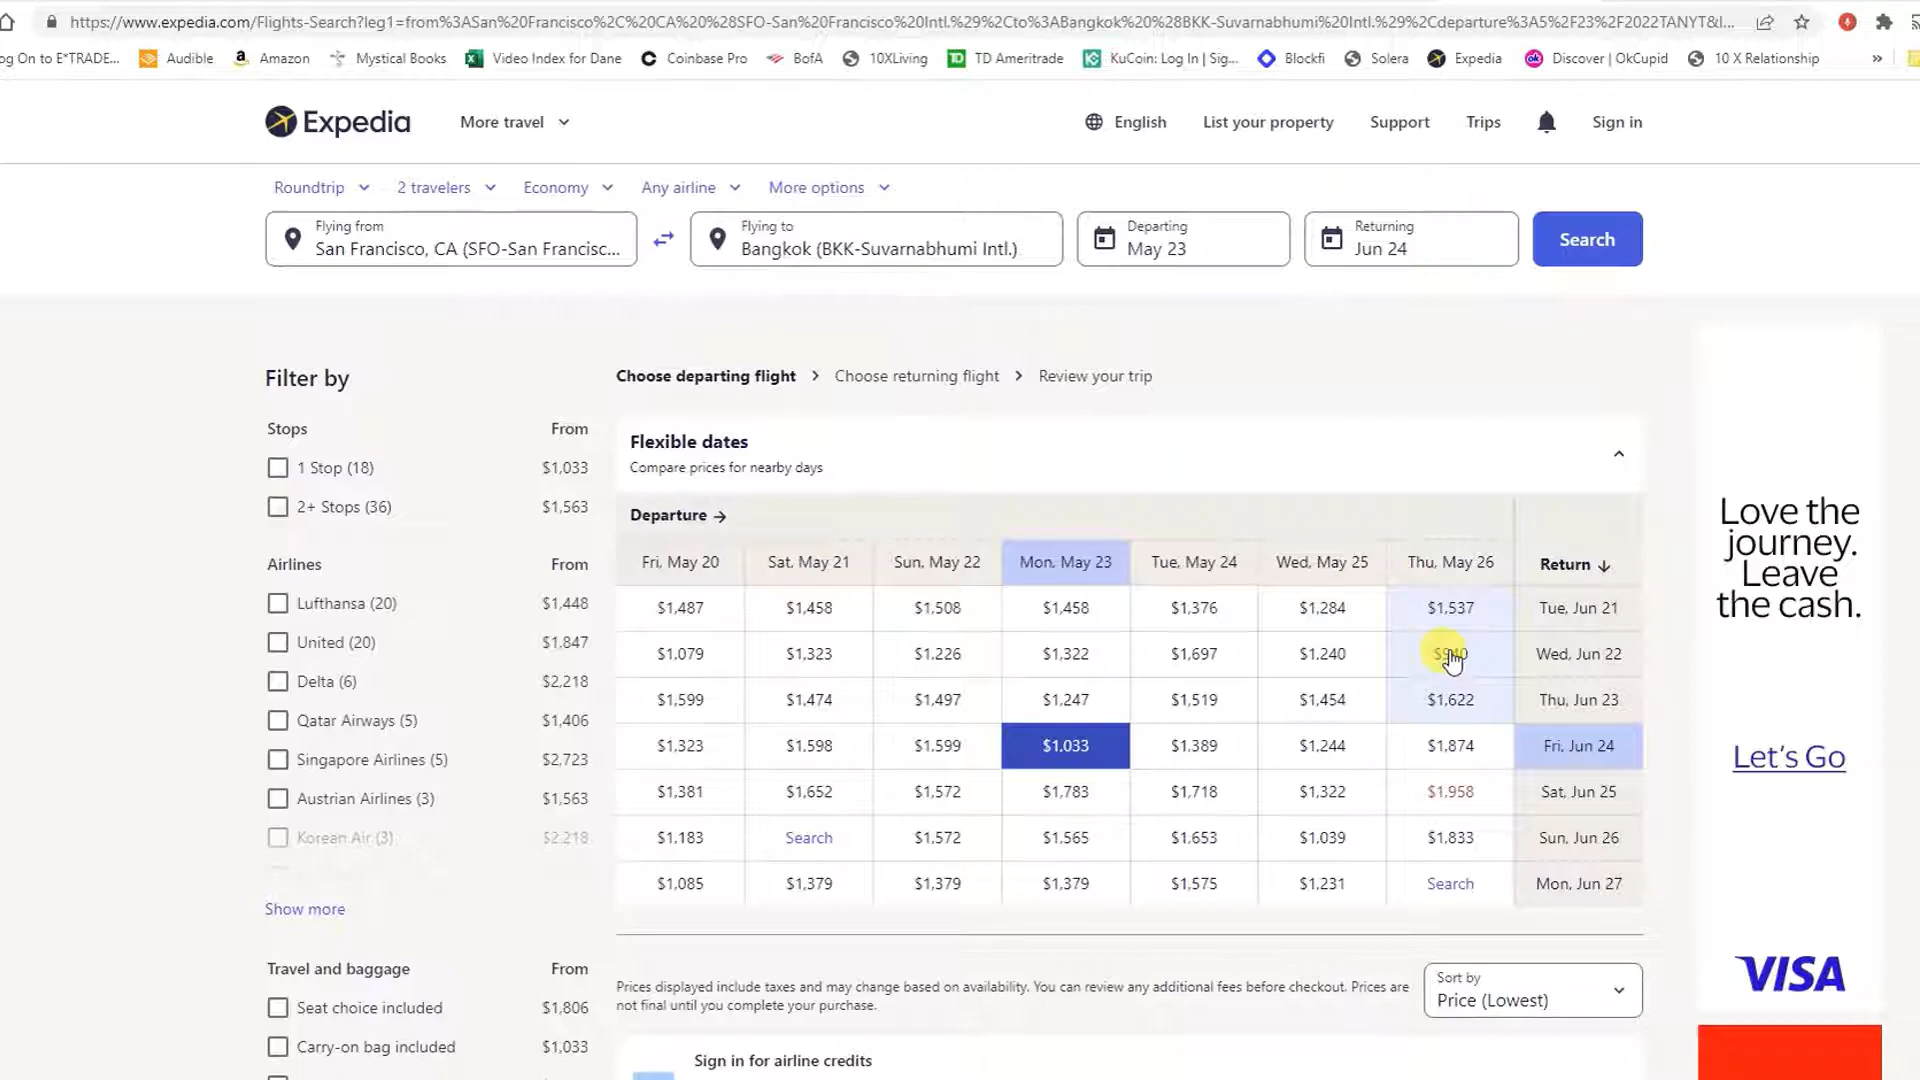 https://www.expedia.com/Flights-Search?leg1=from%3ASan%20Francisco%2C%20CA%20%28SFO-San%20Francisco%20Intl.%29%2Cto%3ABangkok%20%28BKK-Suvarnabhumi%20Intl.%29%2Cdeparture%3A5%2F23%2F2022TANYT&l...
og On to E*TRADE... Audible Amazon Mystical Books Video Index for Dane Coinbase Pro BofA 10XLiving TD Ameritrade KuCoin: Log In | Sig... Blockfi Solera Expedia Discover | OkCupid 10 X Relationship »
Expedia More travel English List your property Support Trips Sign in
Roundtrip 2 travelers Economy Any airline More options
Flying from
San Francisco, CA (SFO-San Francisc...
Flying to
Bangkok (BKK-Suvarnabhumi Intl.)
Departing
May 23
Returning
Jun 24
Search
Filter by
Stops From
1 Stop (18) $1,033
2+ Stops (36) $1,563
Airlines From
Lufthansa (20) $1,448
United (20) $1,847
Delta (6) $2,218
Qatar Airways (5) $1,406
Singapore Airlines (5) $2,723
Austrian Airlines (3) $1,563
Korean Air (3) $2,218
Show more
Travel and baggage From
Seat choice included $1,806
Carry-on bag included $1,033
Choose departing flight Choose returning flight Review your trip
Flexible dates
Compare prices for nearby days
Departure
Fri, May 20 Sat, May 21 Sun, May 22 Mon, May 23 Tue, May 24 Wed, May 25 Thu, May 26 Return
$1,487 $1,458 $1,508 $1,458 $1,376 $1,284 $1,537 Tue, Jun 21
$1,079 $1,323 $1,226 $1,322 $1,697 $1,240 Wed, Jun 22
$1,599 $1,474 $1,497 $1,247 $1,519 $1,454 $1,622 Thu, Jun 23
$1,323 $1,598 $1,599 $1,033 $1,389 $1,244 $1,874 Fri, Jun 24
$1,381 $1,652 $1,572 $1,783 $1,718 $1,322 $1,958 Sat, Jun 25
$1,183 Search $1,572 $1,565 $1,653 $1,039 $1,833 Sun, Jun 26
$1,085 $1,379 $1,379 $1,379 $1,575 $1,231 Search Mon, Jun 27
Prices displayed include taxes and may change based on availability. You can review any additional fees before checkout. Prices are
not final until you complete your purchase.
Sort by
Price (Lowest)
Sign in for airline credits
Love the
journey.
Leave
the cash.
Let's Go
VISA